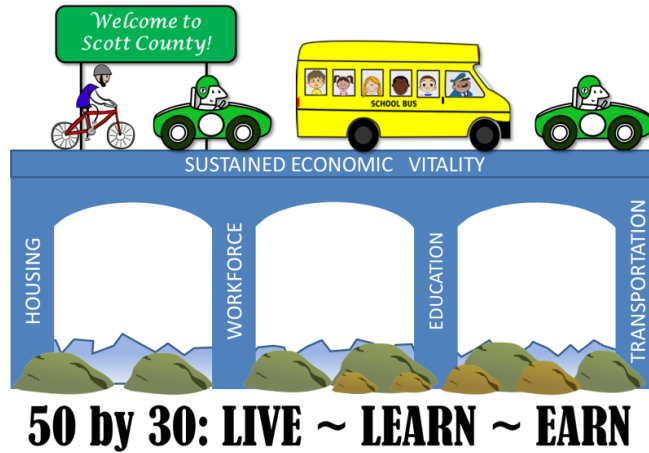 Welcome to
Scott County!
SCHOOL BUS
SUSTAINED ECONOMIC VITALITY
HOUSING
WORKFORCE
EDUCATION
TRANSPORTATION
50 by 30: LIVE ~ LEARN ~ EARN